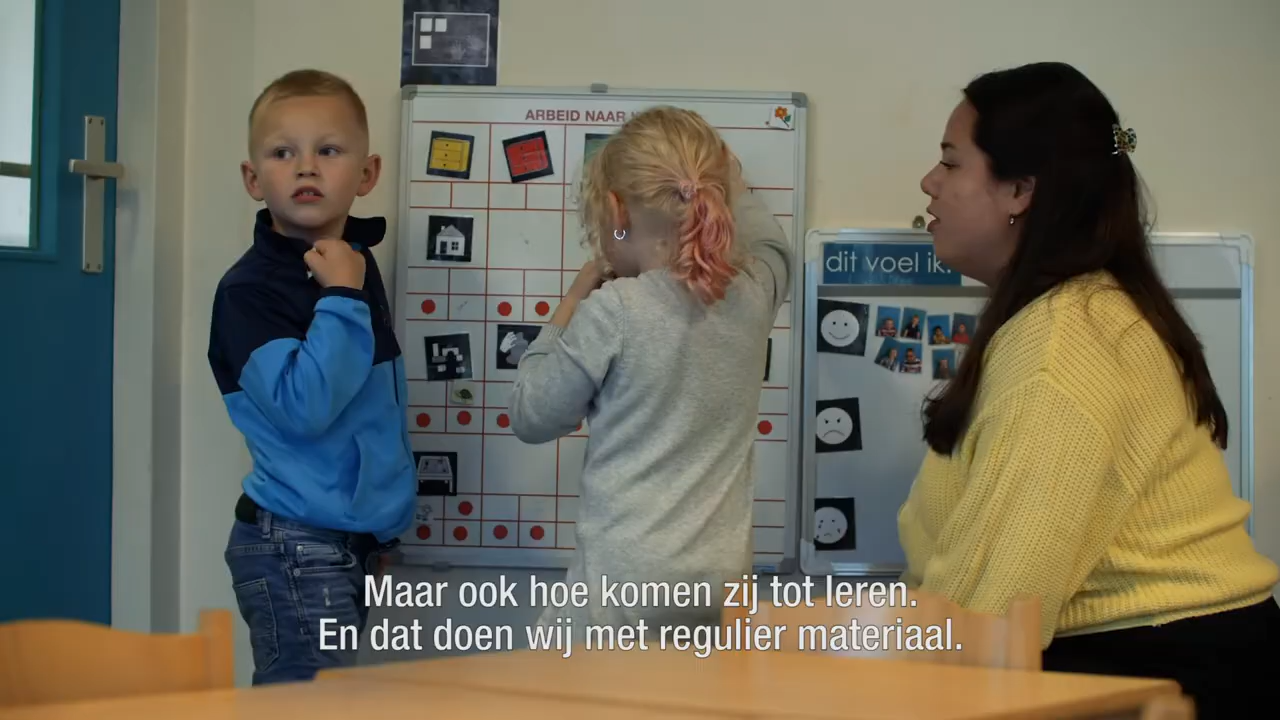 ARBEID NAAR
dit voel ik:
Maar ook hoe komen zij tot leren.
En dat doen wij met regulier materiaal.